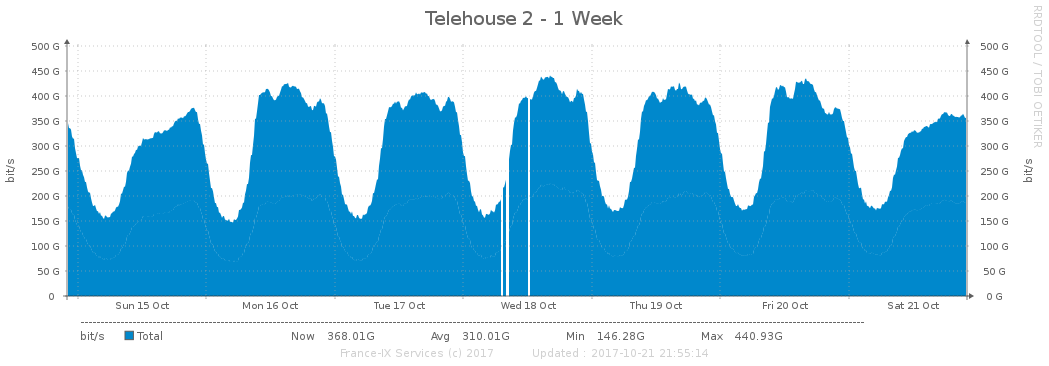 Telehouse 2 - 1 Week
RRDTOOL / TOBI OETIKER
500 G 500 G
450 G 450 G
400 G 400 G
350 G 350 G
300 G 300 G
250 G 250 G
200 G 200 G
150 G 150 G
100 G 100 G
50 G 50 G
0 0 G
bit/s bit/s
Sun 15 Oct Mon 16 Oct Tue 17 Oct Wed 18 Oct Thu 19 Oct Fri 20 Oct Sat 21 Oct
bit/s Total Now 368.01G Avg 310.01G Min 146.28G Max 440.93G
France-IX Services (c) 2017 Updated : 2017-10-21 21:55:14